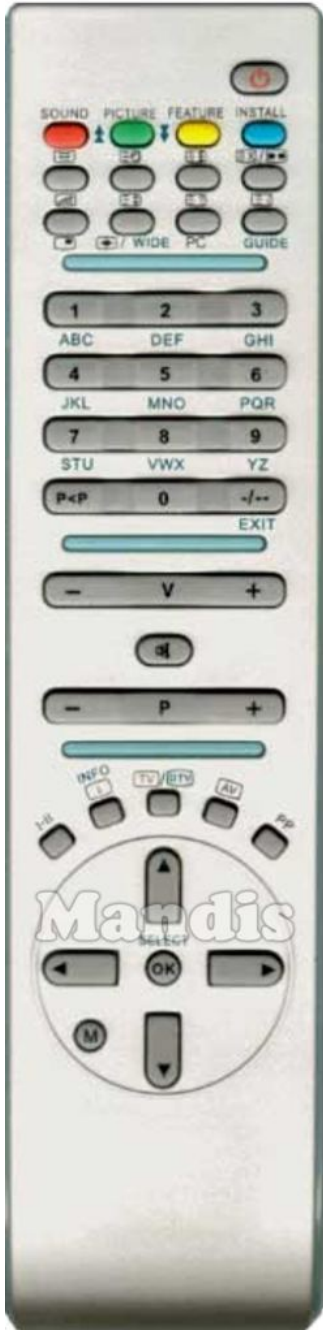 SOUND PICTURE FEATURE INSTALL
WIDE PC GUIDE
1 2 3
ABC DEF GHI
4 5 6
JKL MNO PQR
7 8 9
STU VWX YZ
P<P 0 -/--
EXIT
- V +
- P +
INFO
i TV/DTV AV
I-II PP
Mandis
SELECT
OK
M